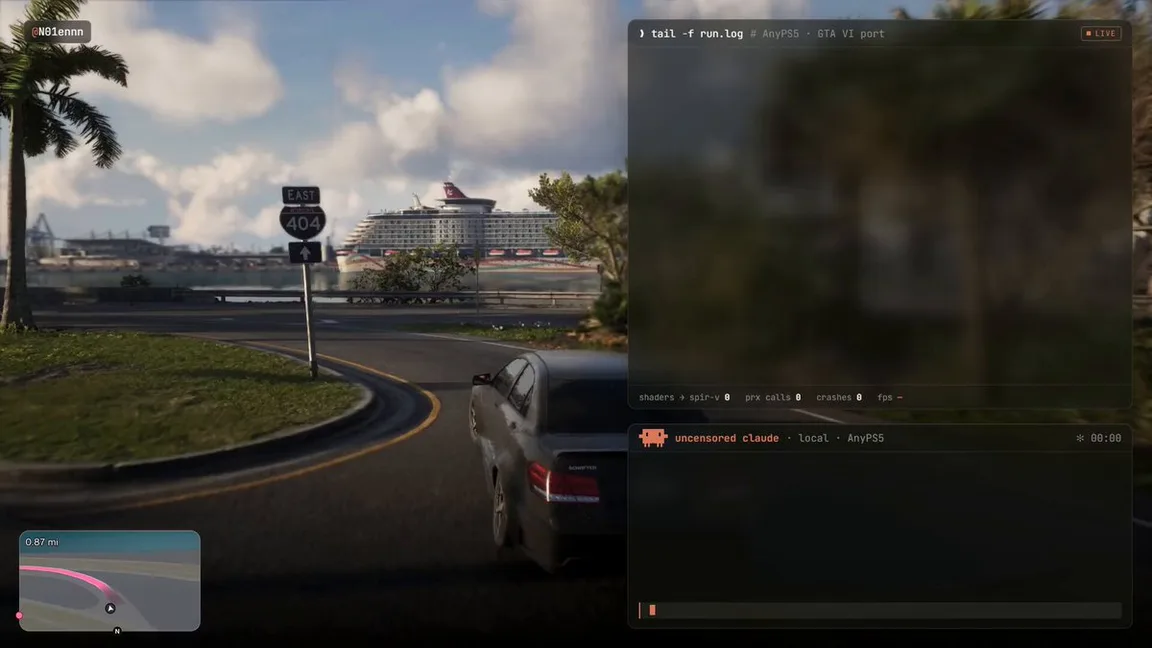 @N01ennn
❯ tail -f run.log # AnyPS5 · GTA VI port
LIVE
EAST
404
shaders → spir-v 0 prx calls 0 crashes 0 fps –
uncensored claude · local · AnyPS5
✻ 00:00
0.87 mi
N